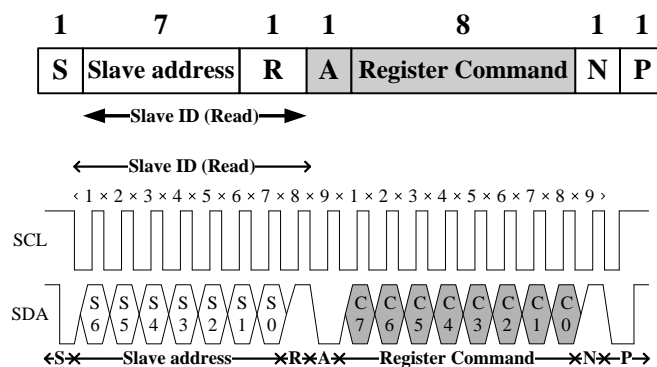 1 7 1 1 8 1 1
S Slave address R A Register Command N P
Slave ID (Read)
Slave ID (Read)
‹ 1 × 2 × 3 × 4 × 5 × 6 × 7 × 8 × 9 × 1 × 2 × 3 × 4 × 5 × 6 × 7 × 8 × 9 ›
SCL
SDA
S S S S S S S C C C C C C C C
6 5 4 3 2 1 0 7 6 5 4 3 2 1 0
S Slave address R A Register Command N P